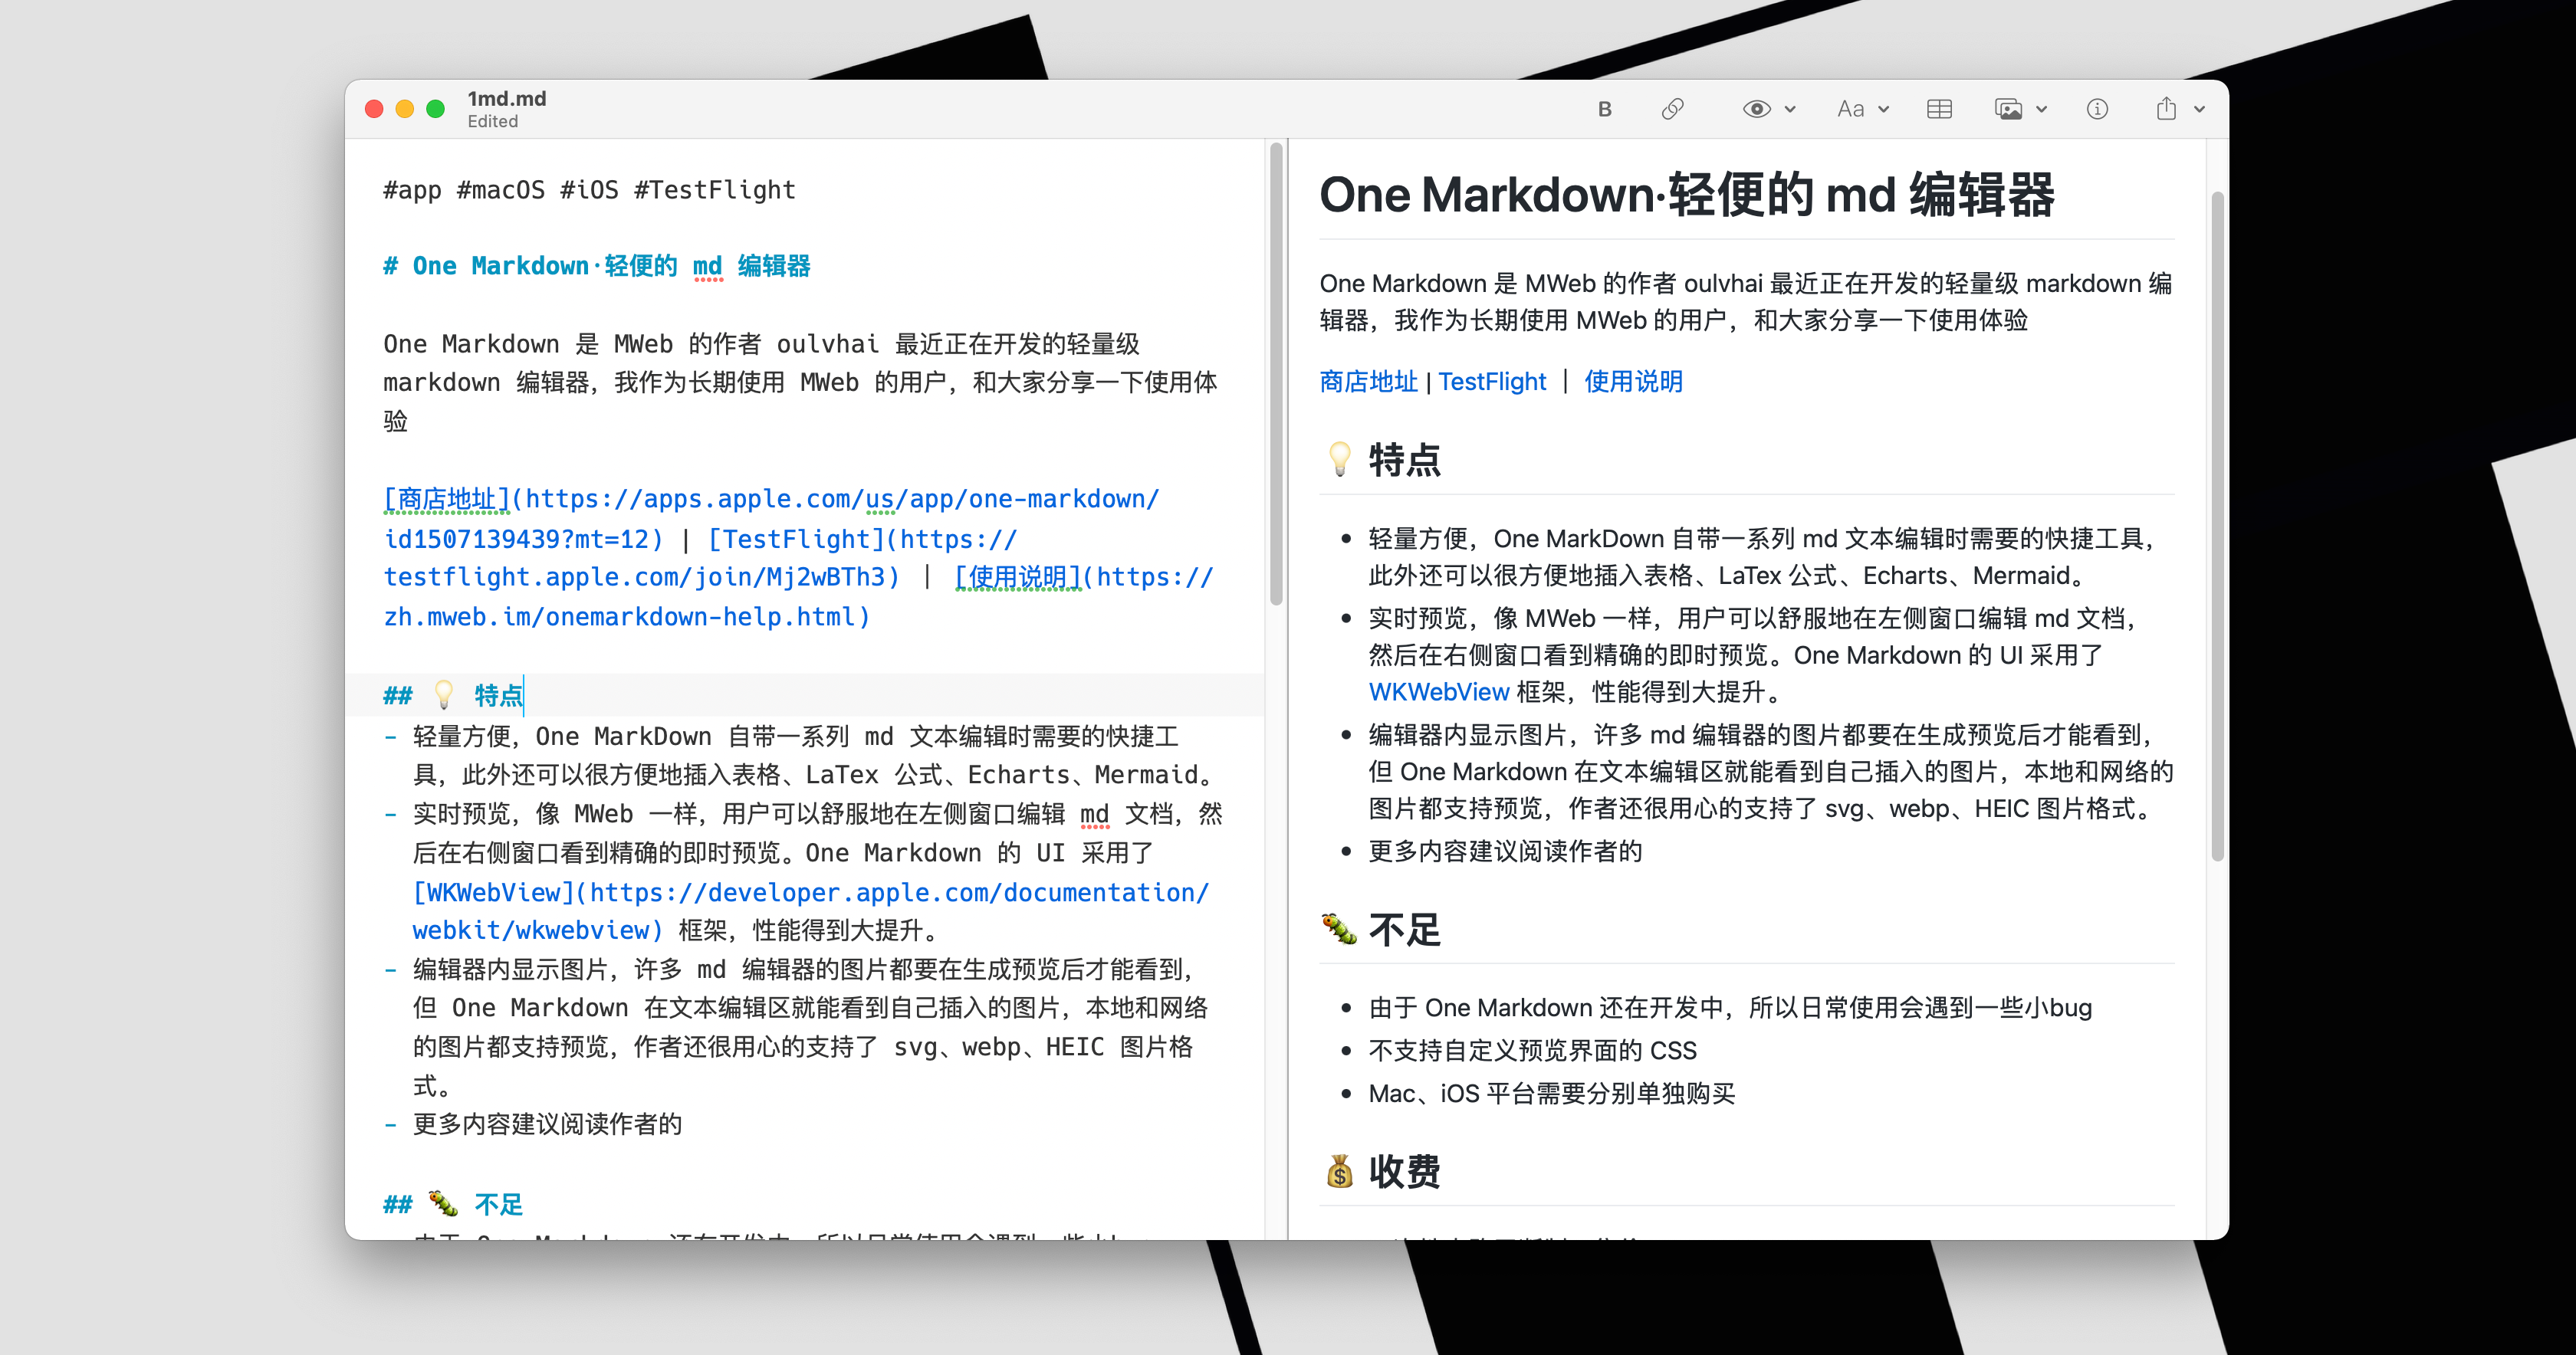 1md.md
Edited
B
Aa
#app #macOS #iOS #TestFlight
# One Markdown·轻便的 md 编辑器
One Markdown 是 MWeb 的作者 oulvhai 最近正在开发的轻量级
markdown 编辑器，我作为长期使用 MWeb 的用户，和大家分享一下使用体
验
[商店地址](https://apps.apple.com/us/app/one-markdown/
id1507139439?mt=12) | [TestFlight](https://
testflight.apple.com/join/Mj2wBTh3) ｜ [使用说明](https://
zh.mweb.im/onemarkdown-help.html)
## 💡 特点
- 轻量方便，One MarkDown 自带一系列 md 文本编辑时需要的快捷工
具，此外还可以很方便地插入表格、LaTex 公式、Echarts、Mermaid。
- 实时预览，像 MWeb 一样，用户可以舒服地在左侧窗口编辑 md 文档，然
后在右侧窗口看到精确的即时预览。One Markdown 的 UI 采用了
[WKWebView](https://developer.apple.com/documentation/
webkit/wkwebview) 框架，性能得到大提升。
- 编辑器内显示图片，许多 md 编辑器的图片都要在生成预览后才能看到，
但 One Markdown 在文本编辑区就能看到自己插入的图片，本地和网络
的图片都支持预览，作者还很用心的支持了 svg、webp、HEIC 图片格
式。
- 更多内容建议阅读作者的
## 🐛 不足
One Markdown·轻便的 md 编辑器
One Markdown 是 MWeb 的作者 oulvhai 最近正在开发的轻量级 markdown 编
辑器，我作为长期使用 MWeb 的用户，和大家分享一下使用体验
商店地址 | TestFlight ｜ 使用说明
💡 特点
• 轻量方便，One MarkDown 自带一系列 md 文本编辑时需要的快捷工具，
此外还可以很方便地插入表格、LaTex 公式、Echarts、Mermaid。
• 实时预览，像 MWeb 一样，用户可以舒服地在左侧窗口编辑 md 文档，
然后在右侧窗口看到精确的即时预览。One Markdown 的 UI 采用了
WKWebView 框架，性能得到大提升。
• 编辑器内显示图片，许多 md 编辑器的图片都要在生成预览后才能看到，
但 One Markdown 在文本编辑区就能看到自己插入的图片，本地和网络的
图片都支持预览，作者还很用心的支持了 svg、webp、HEIC 图片格式。
• 更多内容建议阅读作者的
🐛 不足
• 由于 One Markdown 还在开发中，所以日常使用会遇到一些小bug
• 不支持自定义预览界面的 CSS
• Mac、iOS 平台需要分别单独购买
💰 收费